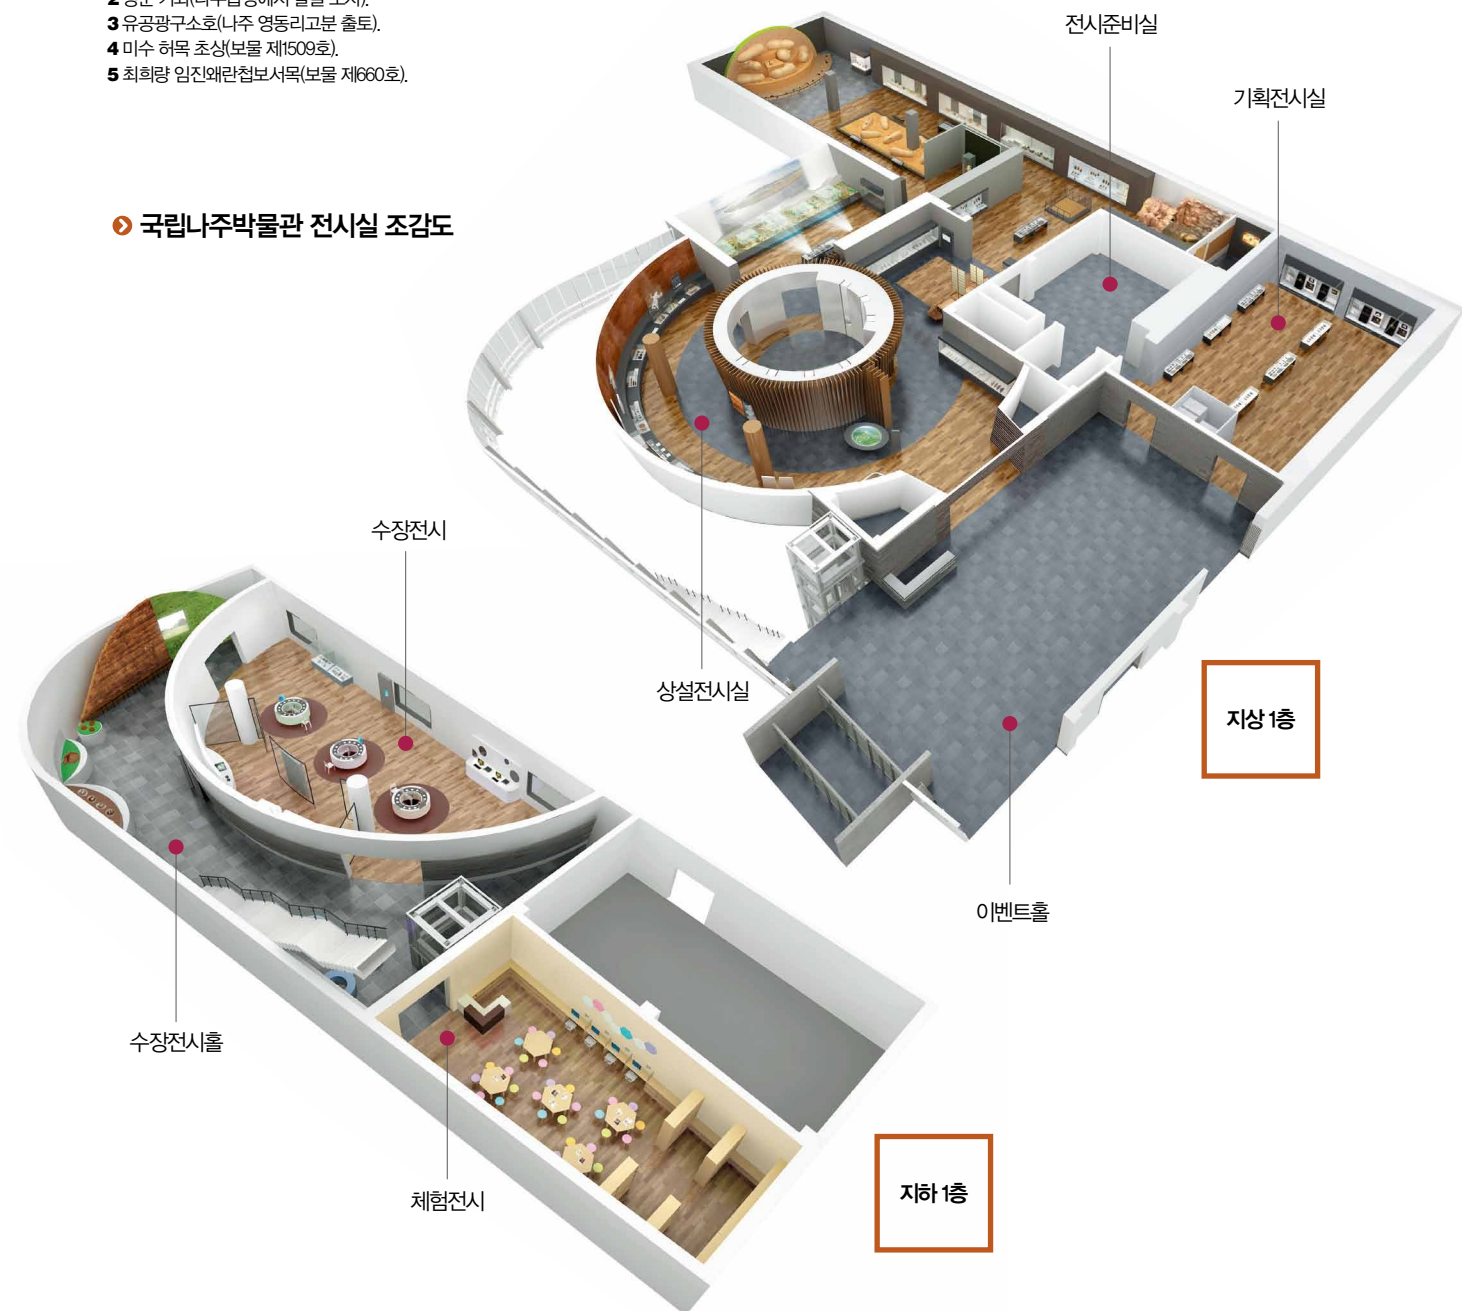 3 유공광구소호(나주 영동리고분 출토).
4 미수 허목 초상(보물 제1509호).
5 최희량 임진왜란첩보서목(보물 제660호).
전시준비실
기획전시실
국립나주박물관 전시실 조감도
수장전시
상설전시실
지상 1층
이벤트홀
수장전시홀
체험전시
지하 1층